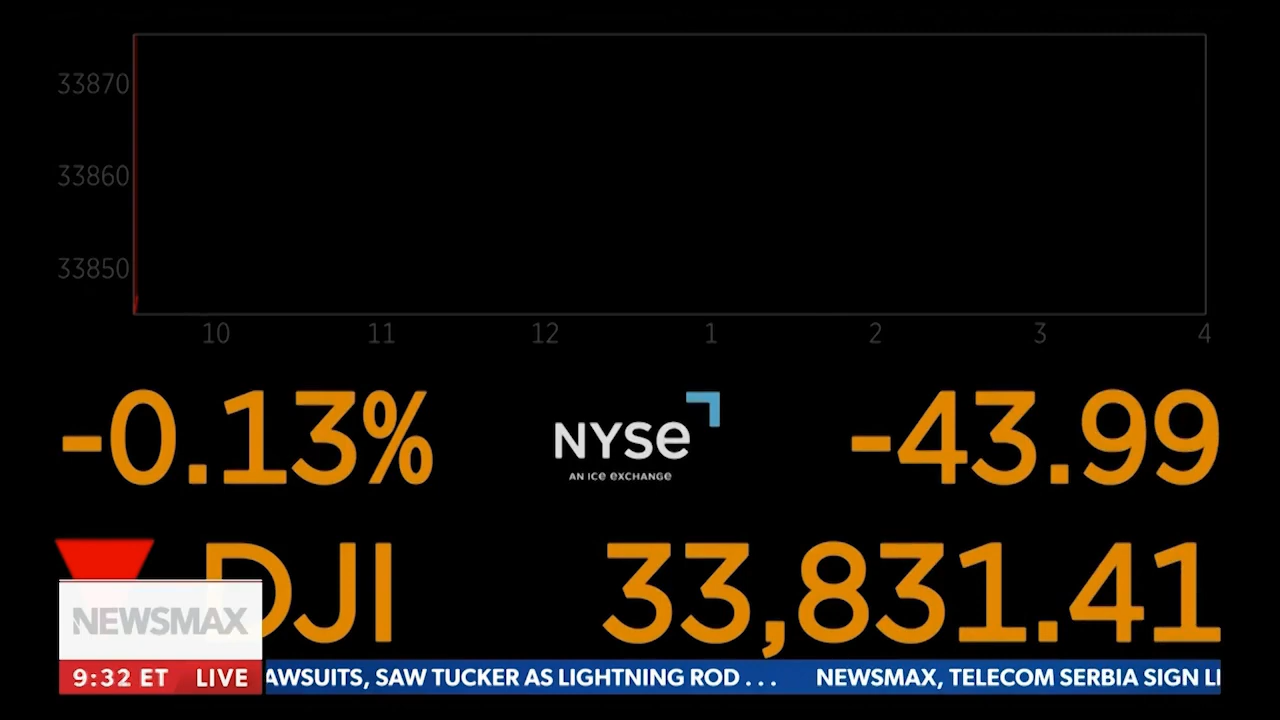 33870
33860
33850
10 11 12 1 2 3 4
-0.13% NYSE -43.99
AN ICE EXCHANGE
DJI 33,831.41
NEWSMAX
9:32 ET LIVE AWSUITS, SAW TUCKER AS LIGHTNING ROD . . . NEWSMAX, TELECOM SERBIA SIGN LI